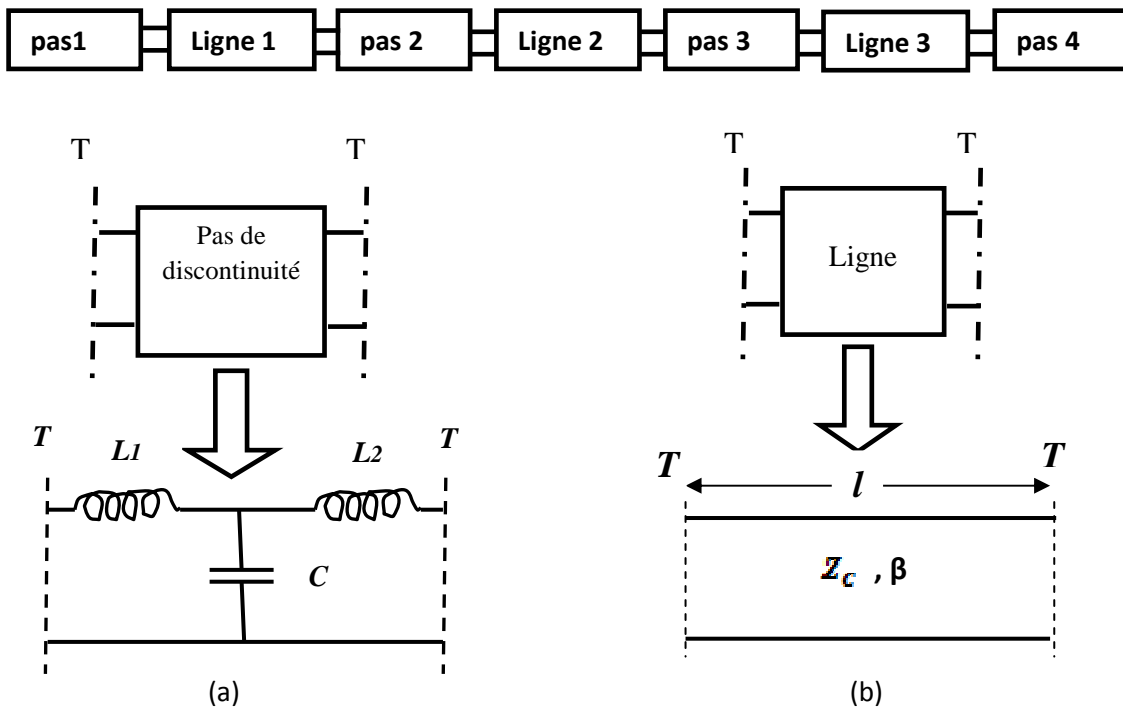 pas1 Ligne 1 pas 2 Ligne 2 pas 3 Ligne 3 pas 4
T T
Pas de
discontinuité
T T
L1 L2
C
(a)
T T
Ligne
T T
l
Zc , β
(b)